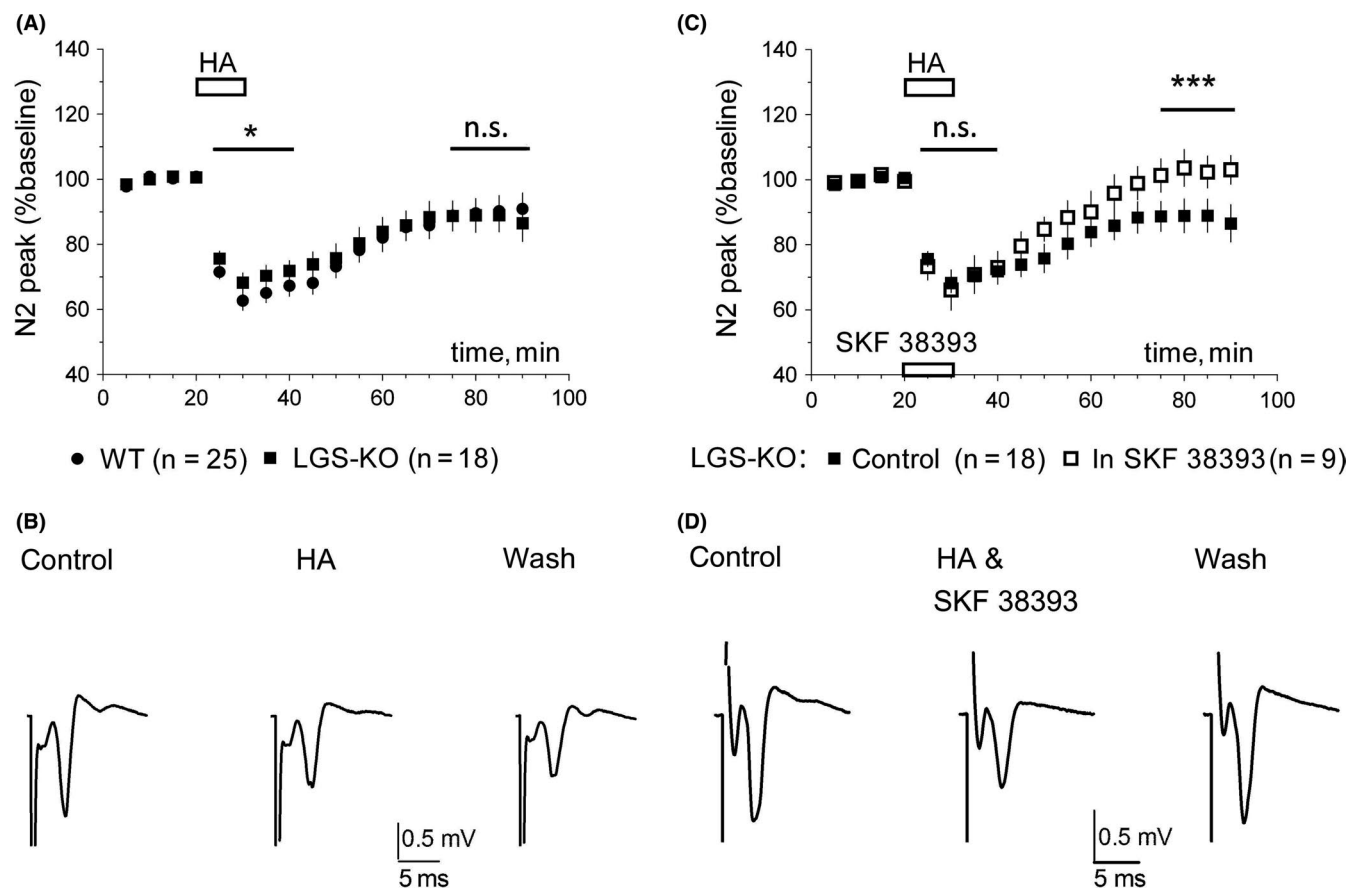 (A)
140
120
100
80
60
40
N2 peak (%baseline)
HA
*
n.s.
time, min
0 20 40 60 80 100
● WT (n = 25) ■ LGS-KO (n = 18)
(C)
140
120
100
80
60
40
N2 peak (%baseline)
HA
n.s.
***
SKF 38393
time, min
0 20 40 60 80 100
LGS-KO: ■ Control (n = 18) □ In SKF 38393 (n = 9)
(B)
Control HA Wash
0.5 mV
5 ms
(D)
Control HA & Wash
SKF 38393
0.5 mV
5 ms